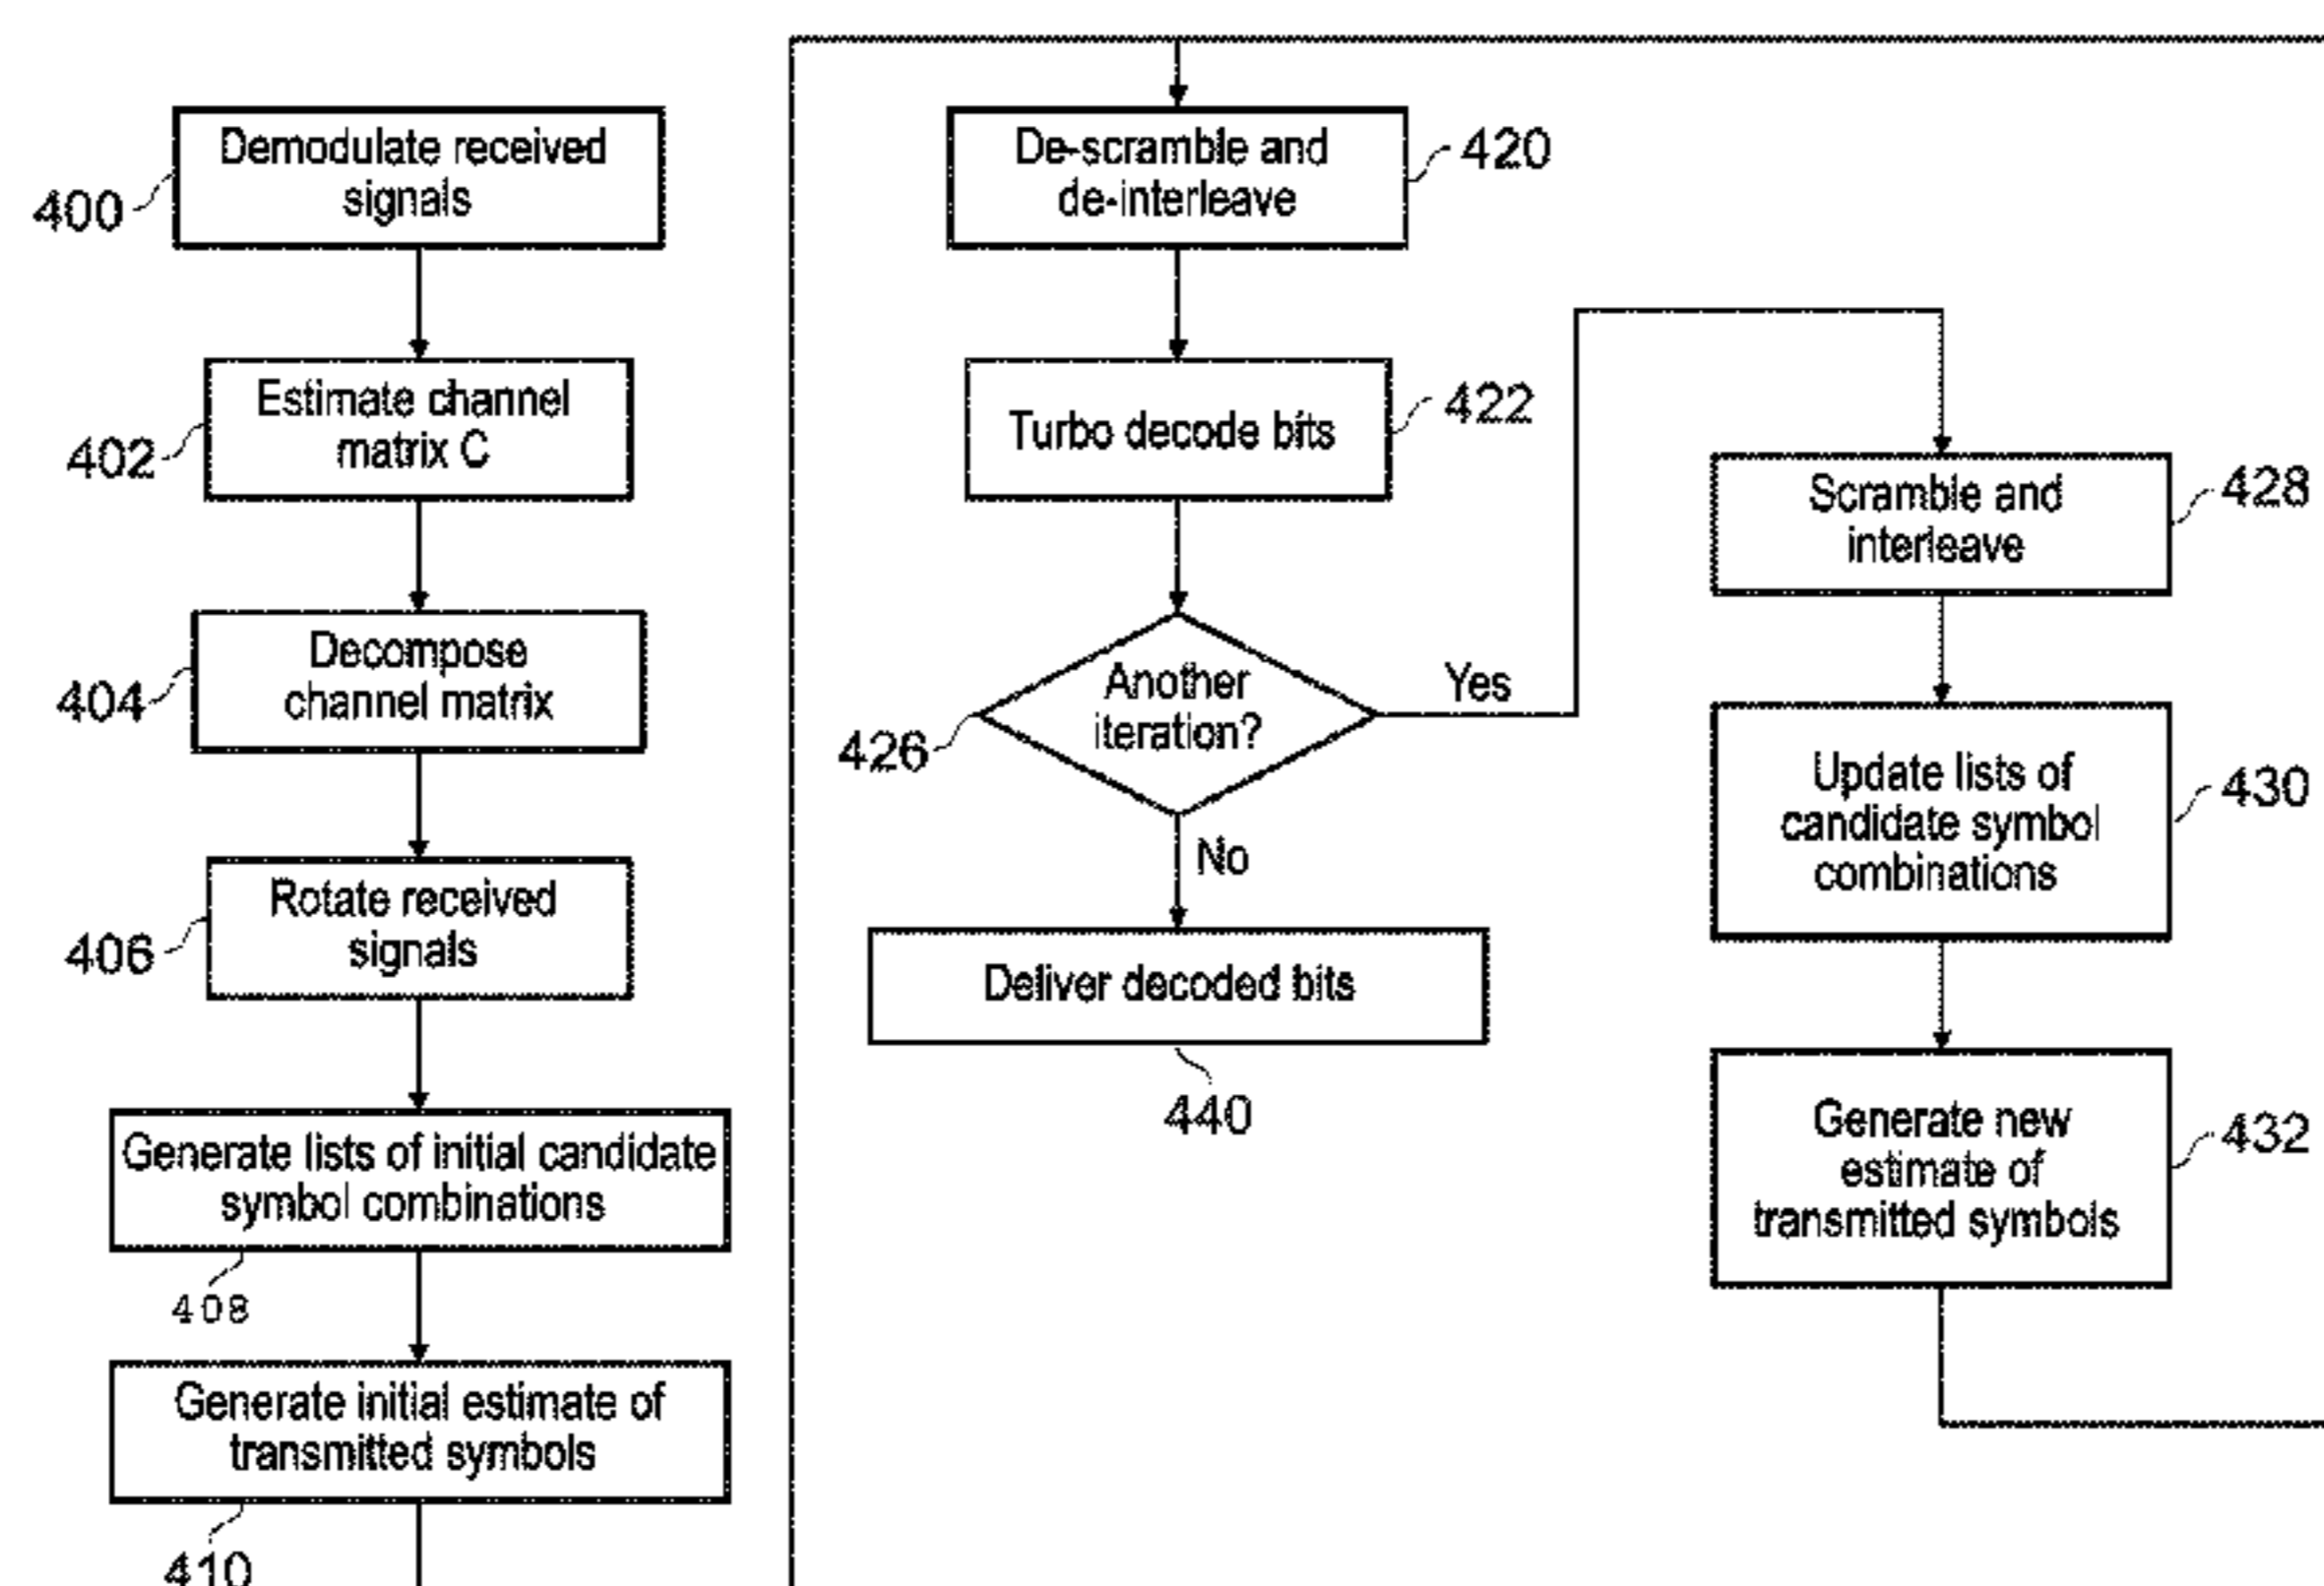 Demodulate received
signals
400
Estimate channel
matrix C
402
Decompose
channel matrix
404
Rotate received
signals
406
Generate lists of initial candidate
symbol combinations
408
Generate initial estimate of
transmitted symbols
410
De-scramble and
de-interleave
420
Turbo decode bits
422
Another
iteration?
426
Yes
No
Deliver decoded bits
440
Scramble and
interleave
428
Update lists of
candidate symbol
combinations
430
Generate new
estimate of
transmitted symbols
432